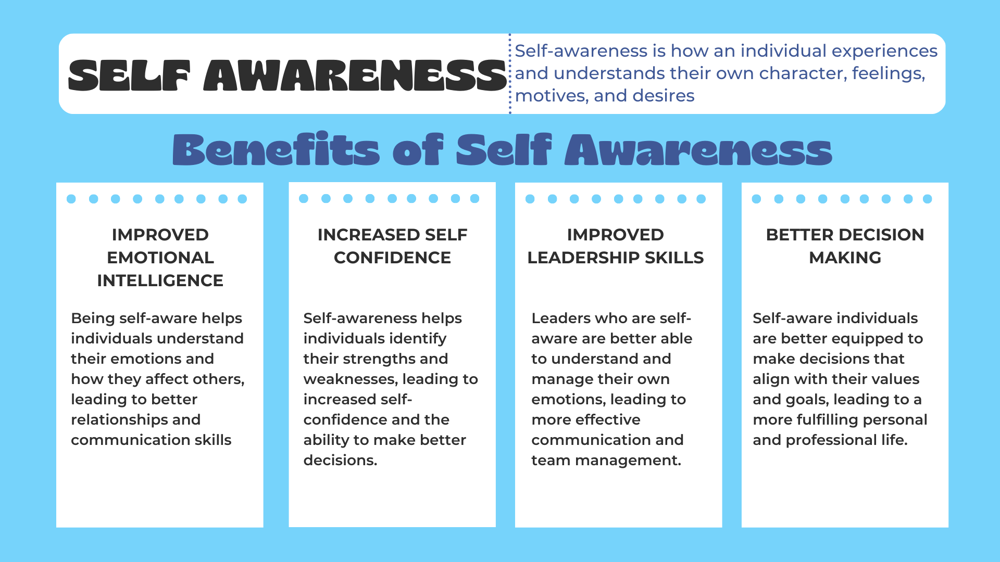 SELF AWARENESS
Self-awareness is how an individual experiences
and understands their own character, feelings,
motives, and desires
Benefits of Self Awareness
IMPROVED
EMOTIONAL
INTELLIGENCE
Being self-aware helps
individuals understand
their emotions and
how they affect others,
leading to better
relationships and
communication skills
INCREASED SELF
CONFIDENCE
Self-awareness helps
individuals identify
their strengths and
weaknesses, leading to
increased self-
confidence and the
ability to make better
decisions.
IMPROVED
LEADERSHIP SKILLS
Leaders who are self-
aware are better able
to understand and
manage their own
emotions, leading to
more effective
communication and
team management.
BETTER DECISION
MAKING
Self-aware individuals
are better equipped to
make decisions that
align with their values
and goals, leading to a
more fulfilling personal
and professional life.